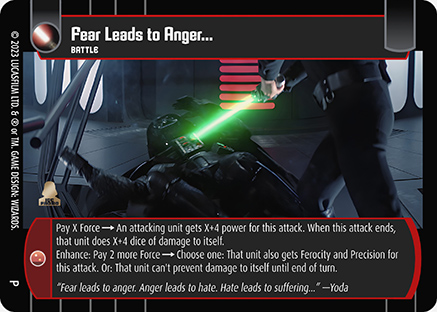 Fear Leads to Anger...
BATTLE
© 2023 LUCASFILM LTD. & ® or TM. GAME DESIGN: WIZARDS.
Pay X Force → An attacking unit gets X+4 power for this attack. When this attack ends,
that unit does X+4 dice of damage to itself.
Enhance: Pay 2 more Force → Choose one: That unit also gets Ferocity and Precision for
this attack. Or: That unit can't prevent damage to itself until end of turn.
"Fear leads to anger. Anger leads to hate. Hate leads to suffering..." —Yoda
P